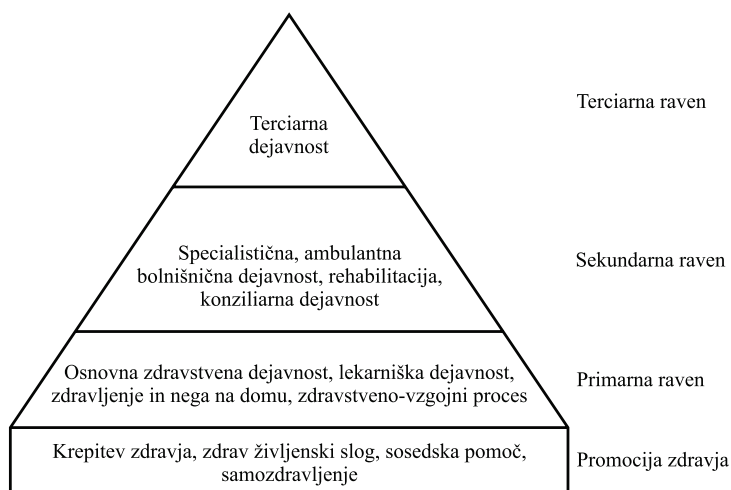 Terciarna
dejavnost
Terciarna raven
Specialistična, ambulantna
bolnišnična dejavnost, rehabilitacija,
konziliarna dejavnost
Sekundarna raven
Osnovna zdravstvena dejavnost, lekarniška dejavnost,
zdravljenje in nega na domu, zdravstveno-vzgojni proces
Primarna raven
Krepitev zdravja, zdrav življenski slog, sosedska pomoč,
samozdravljenje
Promocija zdravja